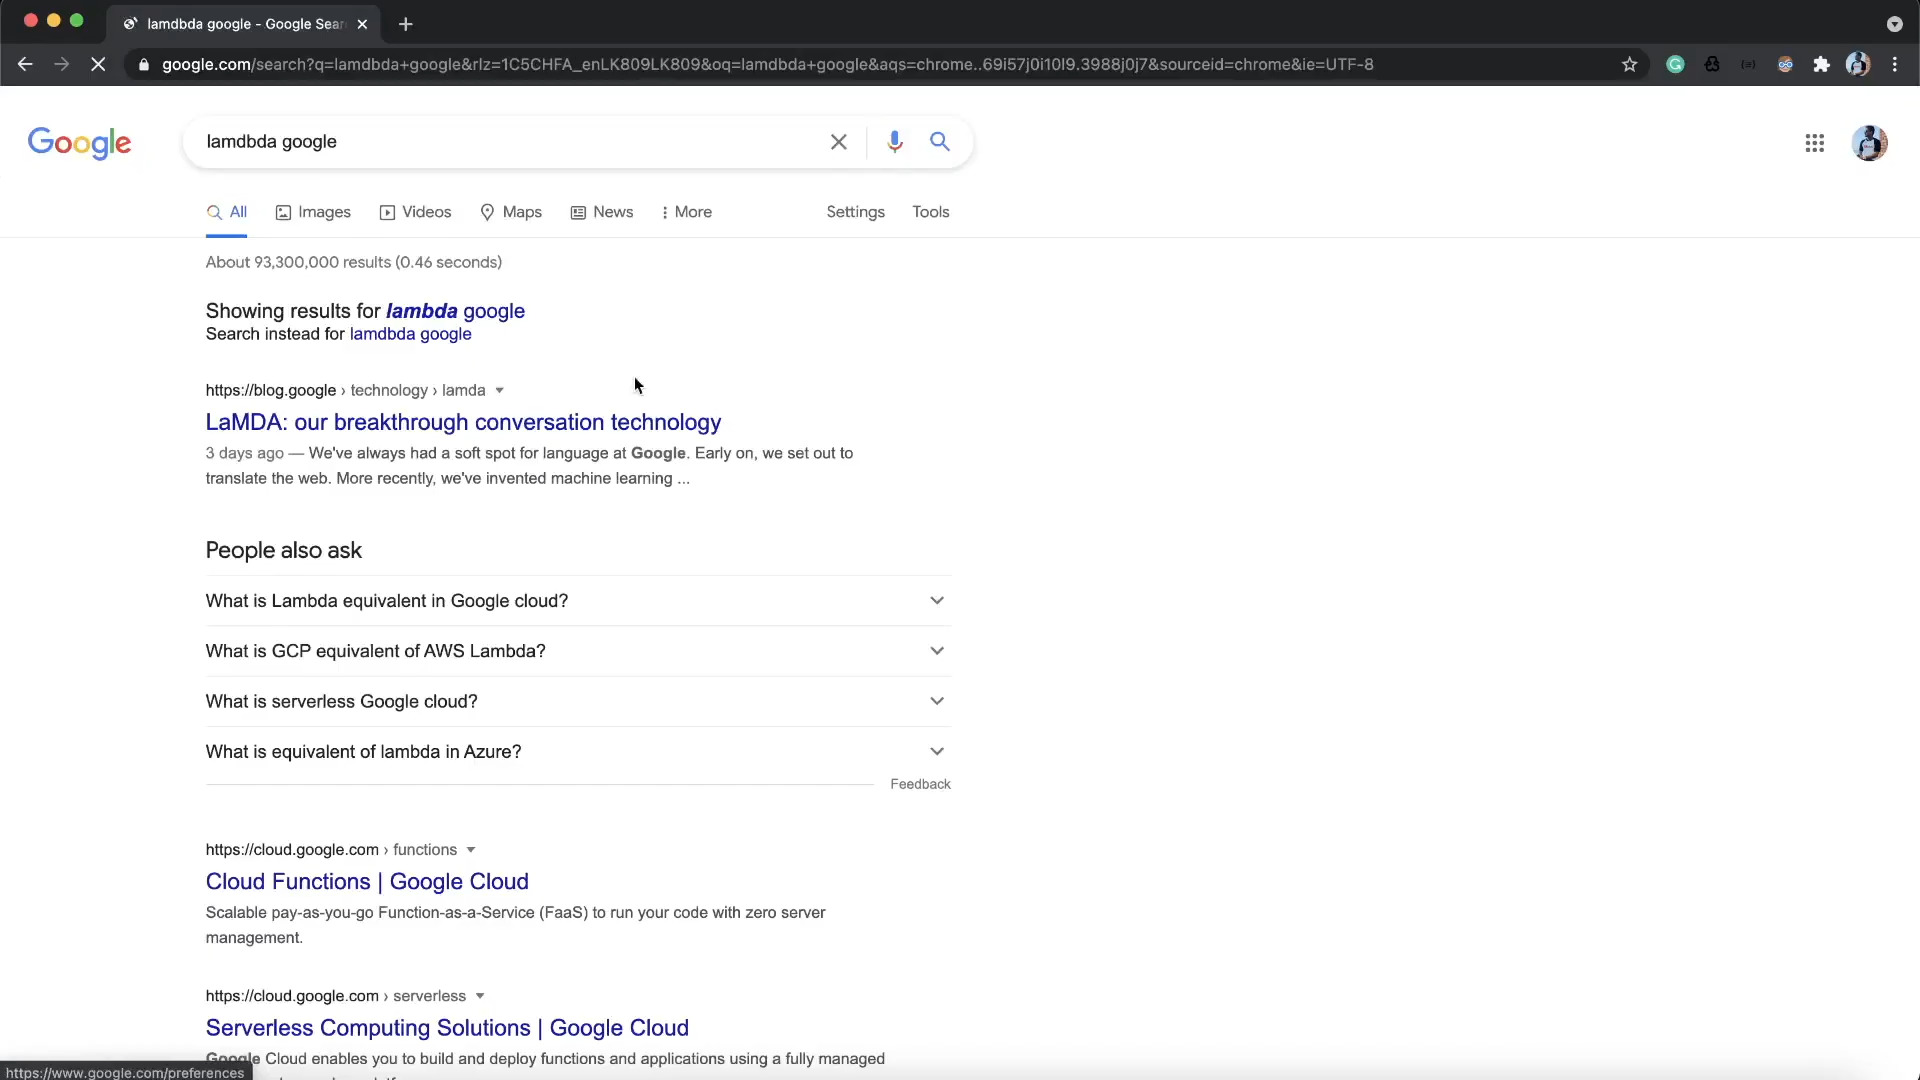 lamdbda google - Google Sear
google.com/search?q=lamdbda+google&rlz=1C5CHFA_enLK809LK809&oq=lamdbda+google&aqs=chrome..69i57j0i10l9.3988j0j7&sourceid=chrome&ie=UTF-8
Google
lamdbda google
All
Images
Videos
Maps
News
More
Settings
Tools
About 93,300,000 results (0.46 seconds)
Showing results for lambda google
Search instead for lamdbda google
https://blog.google › technology › lamda
LaMDA: our breakthrough conversation technology
3 days ago — We've always had a soft spot for language at Google. Early on, we set out to
translate the web. More recently, we've invented machine learning ...
People also ask
What is Lambda equivalent in Google cloud?
What is GCP equivalent of AWS Lambda?
What is serverless Google cloud?
What is equivalent of lambda in Azure?
Feedback
https://cloud.google.com › functions
Cloud Functions | Google Cloud
Scalable pay-as-you-go Function-as-a-Service (FaaS) to run your code with zero server
management.
https://cloud.google.com › serverless
Serverless Computing Solutions | Google Cloud
Google Cloud enables you to build and deploy functions and applications using a fully managed
https://www.google.com/preferences